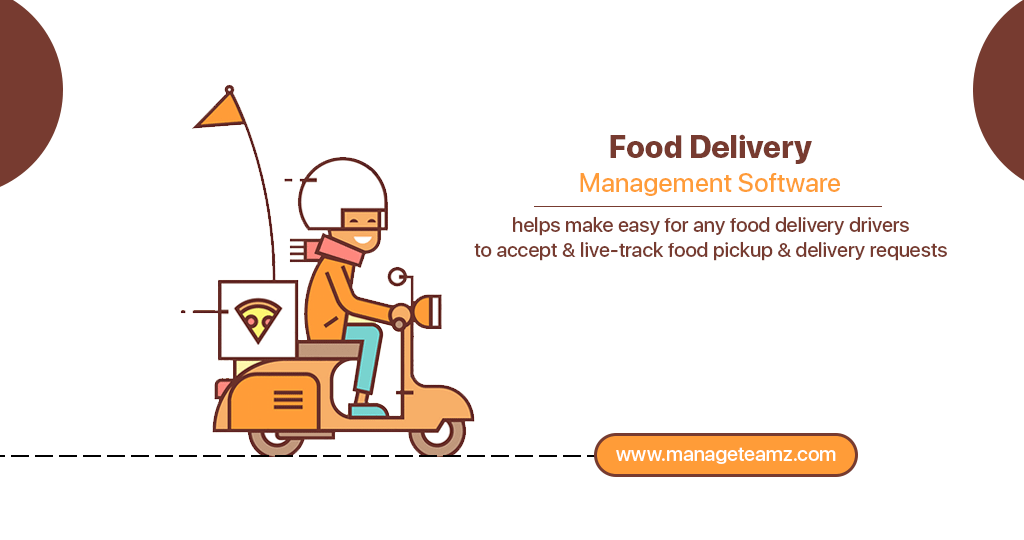 Food Delivery
Management Software
helps make easy for any food delivery drivers
to accept & live-track food pickup & delivery requests
www.manageteamz.com